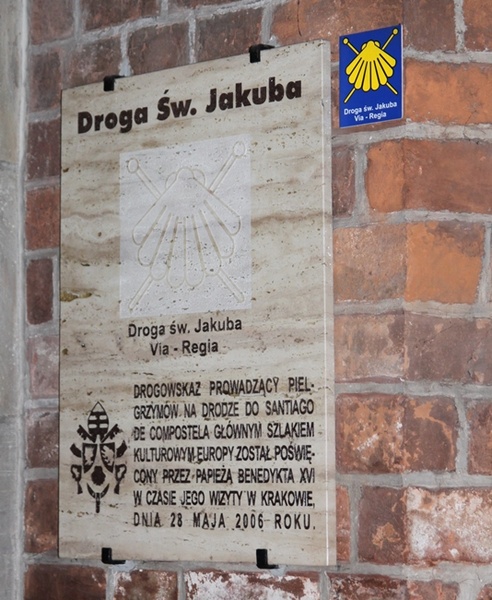 Droga Św. Jakuba
Droga św. Jakuba
Via - Regia
Droga św. Jakuba
Via - Regia
DROGOWSKAZ PROWADZĄCY PIEL-
GRZYMÓW NA DRODZE DO SANTIAGO
DE COMPOSTELA GŁÓWNYM SZLAKIEM
KULTUROWYM EUROPY ZOSTAŁ POŚWIĘ-
CONY PRZEZ PAPIEŻA BENEDYKTA XVI
W CZASIE JEGO WIZYTY W KRAKOWIE,
DNIA 28 MAJA 2006 ROKU.